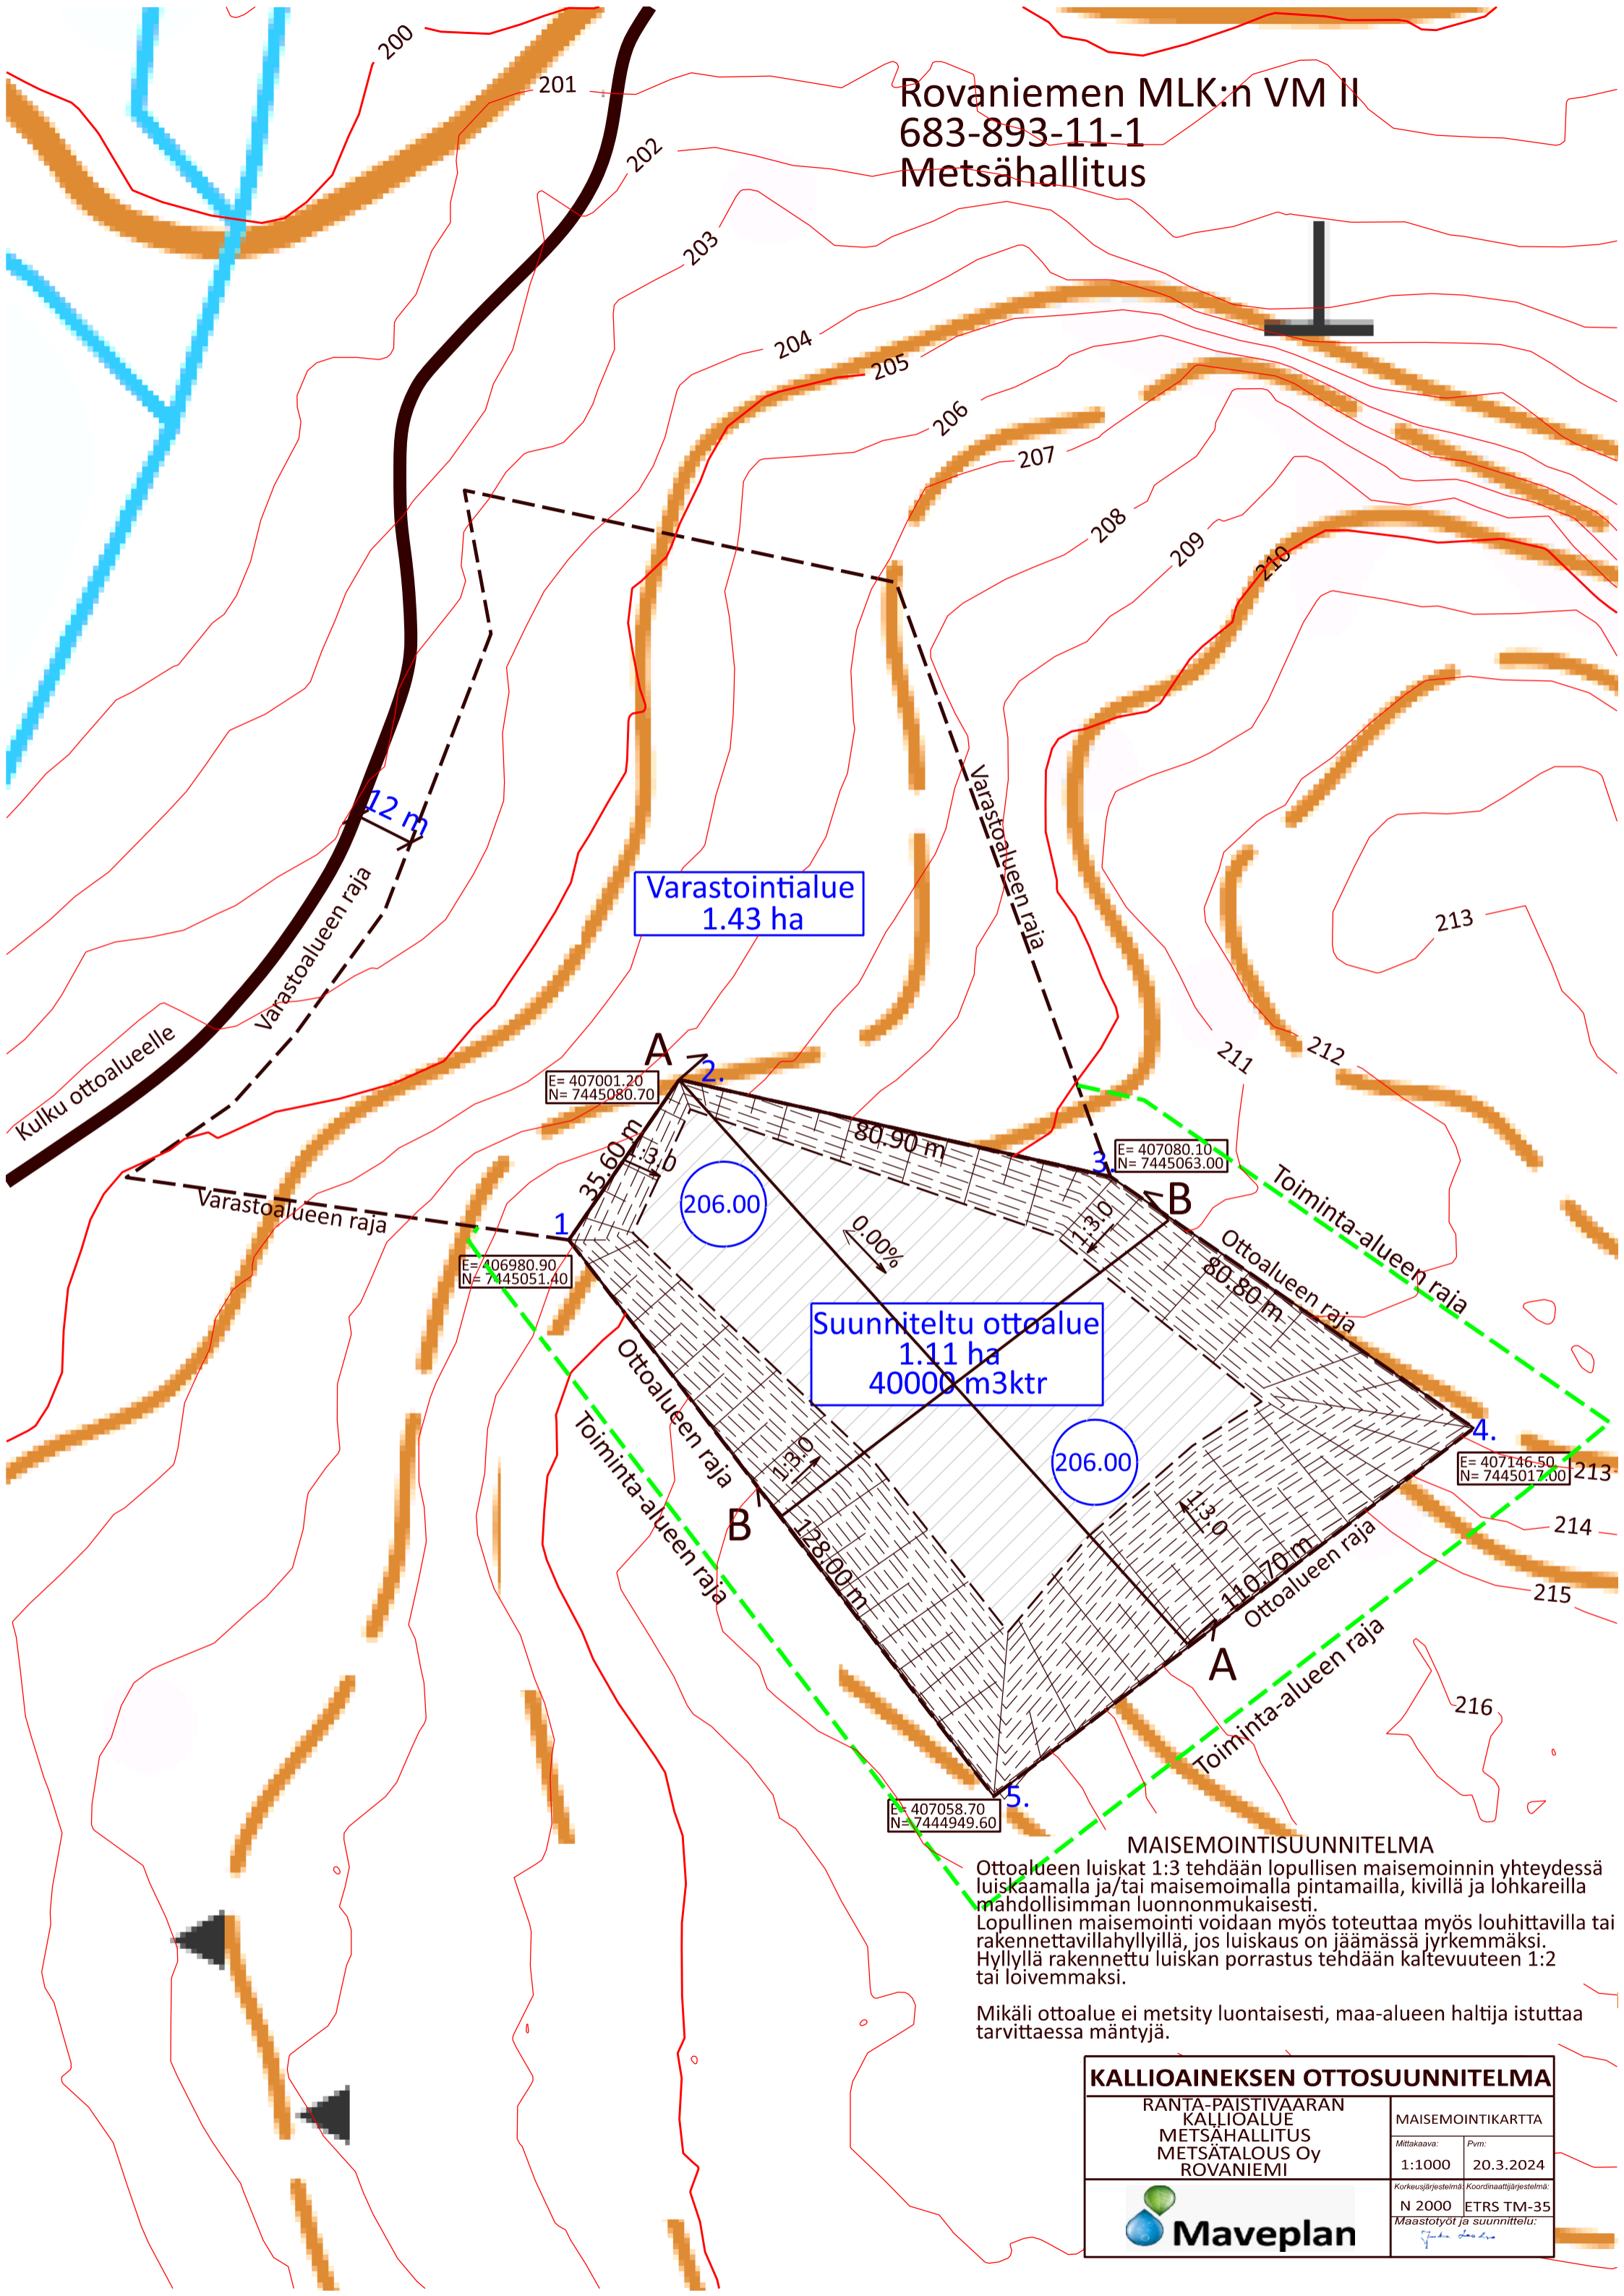 200
201
202
203
204
205
206
207
208
209
210
Rovaniemen MLK:n VM II
683-893-11-1
Metsähallitus
12 m
Varastoalueen raja
Varastoalueen raja
Varastointialue
1.43 ha
213
212
211
Kulku ottoalueelle
A
2.
E= 407001.20
N= 7445080.70
80.90 m
35.60 m
1:3.0
3.
E= 407080.10
N= 7445063.00
B
Toiminta-alueen raja
Varastoalueen raja
1.
206.00
0.00%
1:3.0
Ottoalueen raja
80.80 m
E= 406980.90
N= 7445051.40
Suunniteltu ottoalue
1.11 ha
40000 m3ktr
Ottoalueen raja
Toiminta-alueen raja
1:3.0
206.00
4.
E= 407146.50
N= 7445017.00
213
214
215
216
B
128.00 m
1:3.0
110.70 m
Ottoalueen raja
A
Toiminta-alueen raja
5.
E= 407058.70
N= 7444949.60
MAISEMOINTISUUNNITELMA
Ottoalueen luiskat 1:3 tehdään lopullisen maisemoinnin yhteydessä
luiskaamalla ja/tai maisemoimalla pintamailla, kivillä ja lohkareilla
mahdollisimman luonnonmukaisesti.
Lopullinen maisemointi voidaan myös toteuttaa myös louhittavilla tai
rakennettavillahyllyillä, jos luiskaus on jäämässä jyrkemmäksi.
Hyllyllä rakennettu luiskan porrastus tehdään kaltevuuteen 1:2
tai loivemmaksi.
Mikäli ottoalue ei metsity luontaisesti, maa-alueen haltija istuttaa
tarvittaessa mäntyjä.
KALLIOAINEKSEN OTTOSUUNNITELMA
RANTA-PAISTIVAARAN
KALLIOALUE
METSÄHALLITUS
METSÄTALOUS Oy
ROVANIEMI
MAISEMOINTIKARTTA
Mittakaava: Pvm:
1:1000 20.3.2024
Korkeusjärjestelmä: Koordinaattijärjestelmä:
N 2000 ETRS TM-35
Maastotyöt ja suunnittelu:
Maveplan